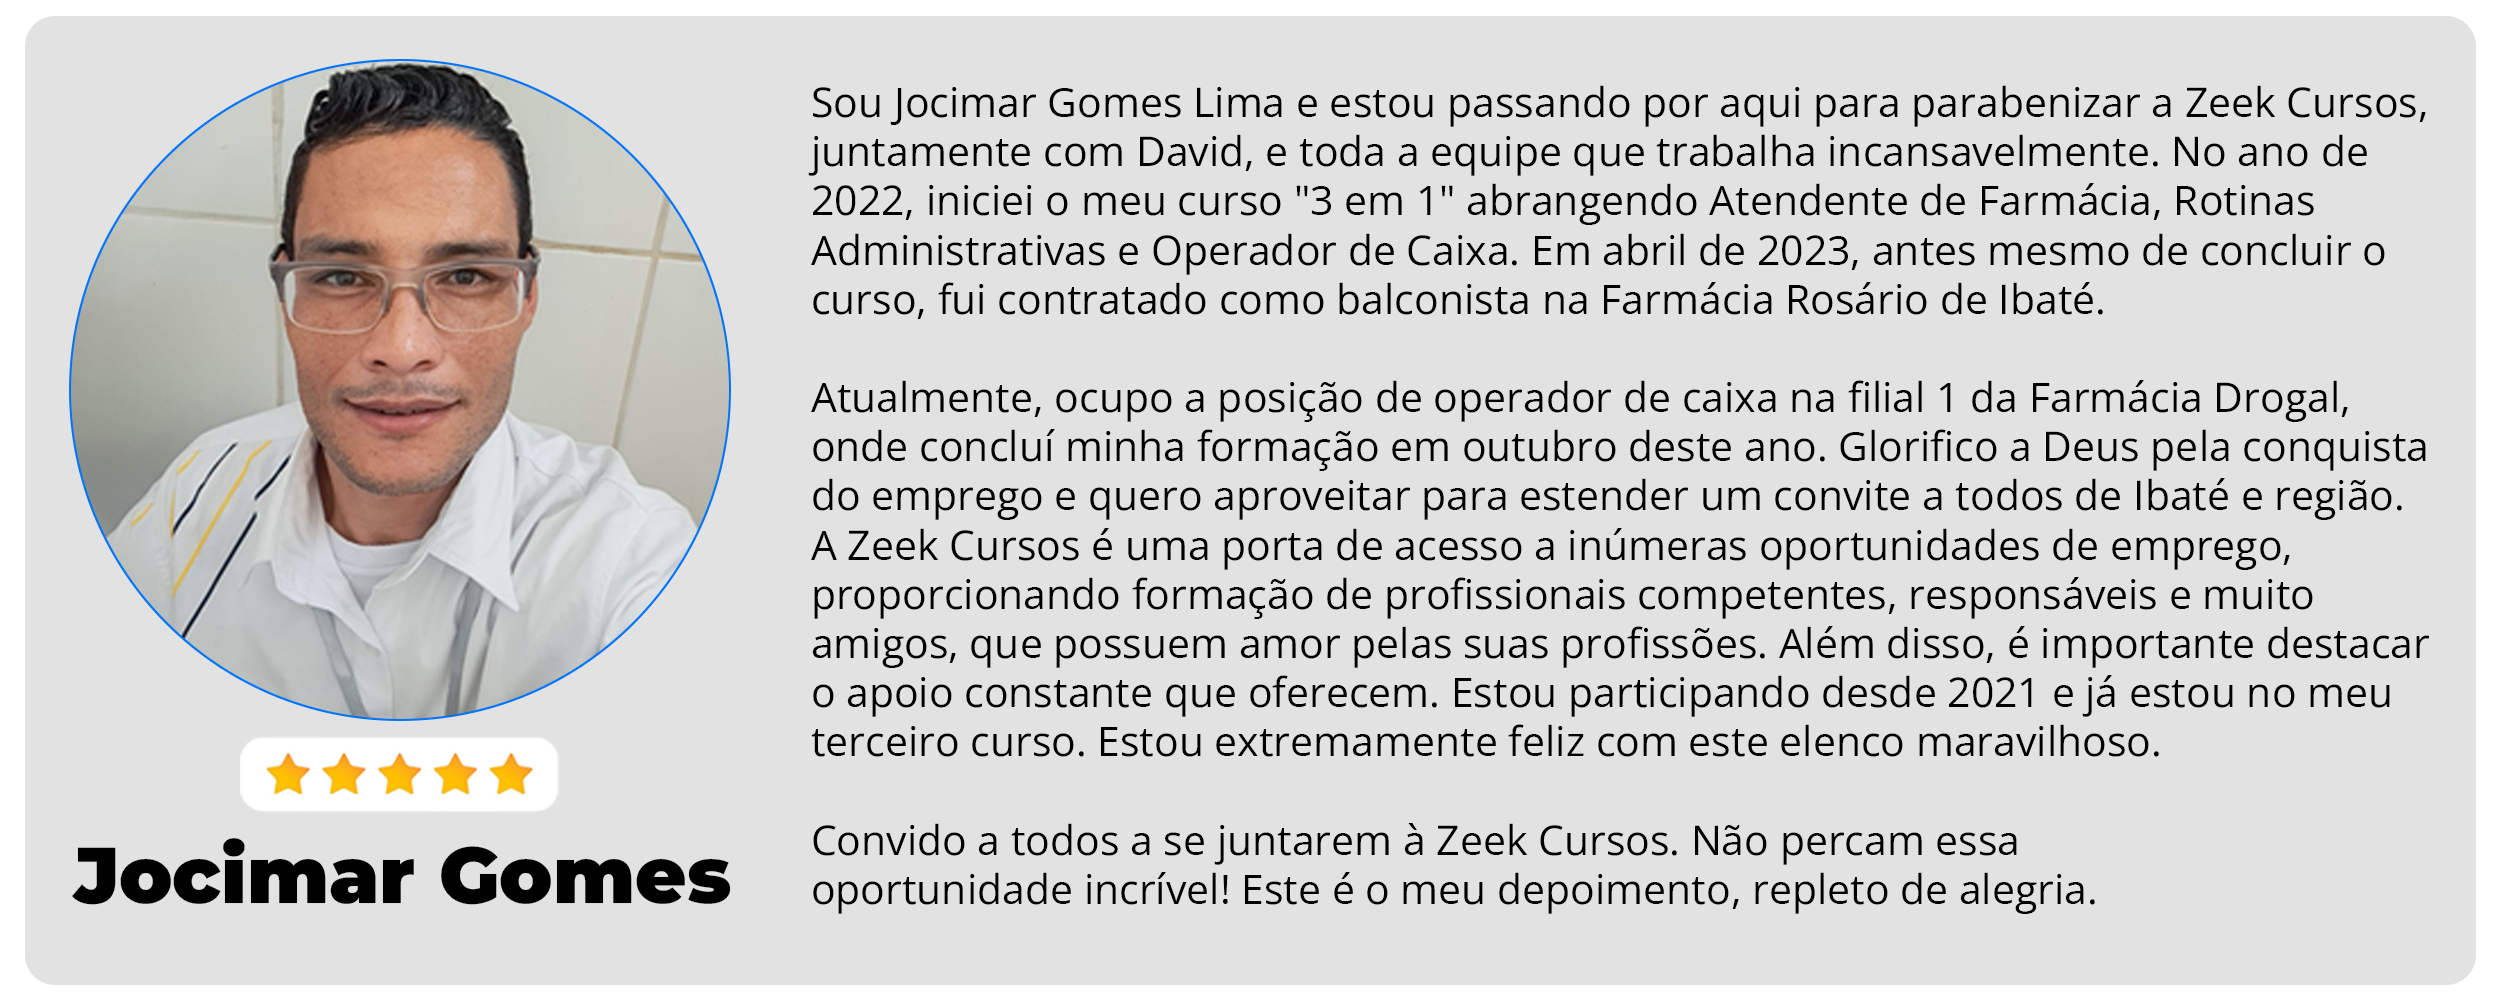 Sou Jocimar Gomes Lima e estou passando por aqui para parabenizar a Zeek Cursos,
juntamente com David, e toda a equipe que trabalha incansavelmente. No ano de
2022, iniciei o meu curso "3 em 1" abrangendo Atendente de Farmácia, Rotinas
Administrativas e Operador de Caixa. Em abril de 2023, antes mesmo de concluir o
curso, fui contratado como balconista na Farmácia Rosário de Ibaté.
Atualmente, ocupo a posição de operador de caixa na filial 1 da Farmácia Drogal,
onde concluí minha formação em outubro deste ano. Glorifico a Deus pela conquista
do emprego e quero aproveitar para estender um convite a todos de Ibaté e região.
A Zeek Cursos é uma porta de acesso a inúmeras oportunidades de emprego,
proporcionando formação de profissionais competentes, responsáveis e muito
amigos, que possuem amor pelas suas profissões. Além disso, é importante destacar
o apoio constante que oferecem. Estou participando desde 2021 e já estou no meu
terceiro curso. Estou extremamente feliz com este elenco maravilhoso.
Convido a todos a se juntarem à Zeek Cursos. Não percam essa
oportunidade incrível! Este é o meu depoimento, repleto de alegria.
Jocimar Gomes